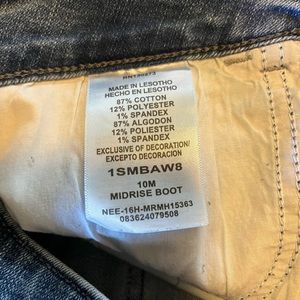 MADE IN LESOTHO
HECHO EN LESOTO
87% COTTON
12% POLYESTER
1% SPANDEX
87% ALGODON
12% POLIESTER
1% SPANDEX
EXCLUSIVE OF DECORATION/
EXCEPTO DECORACION
1SMBAW8
10M
MIDRISE BOOT
NEE-16H-MRMH15363
083624079508